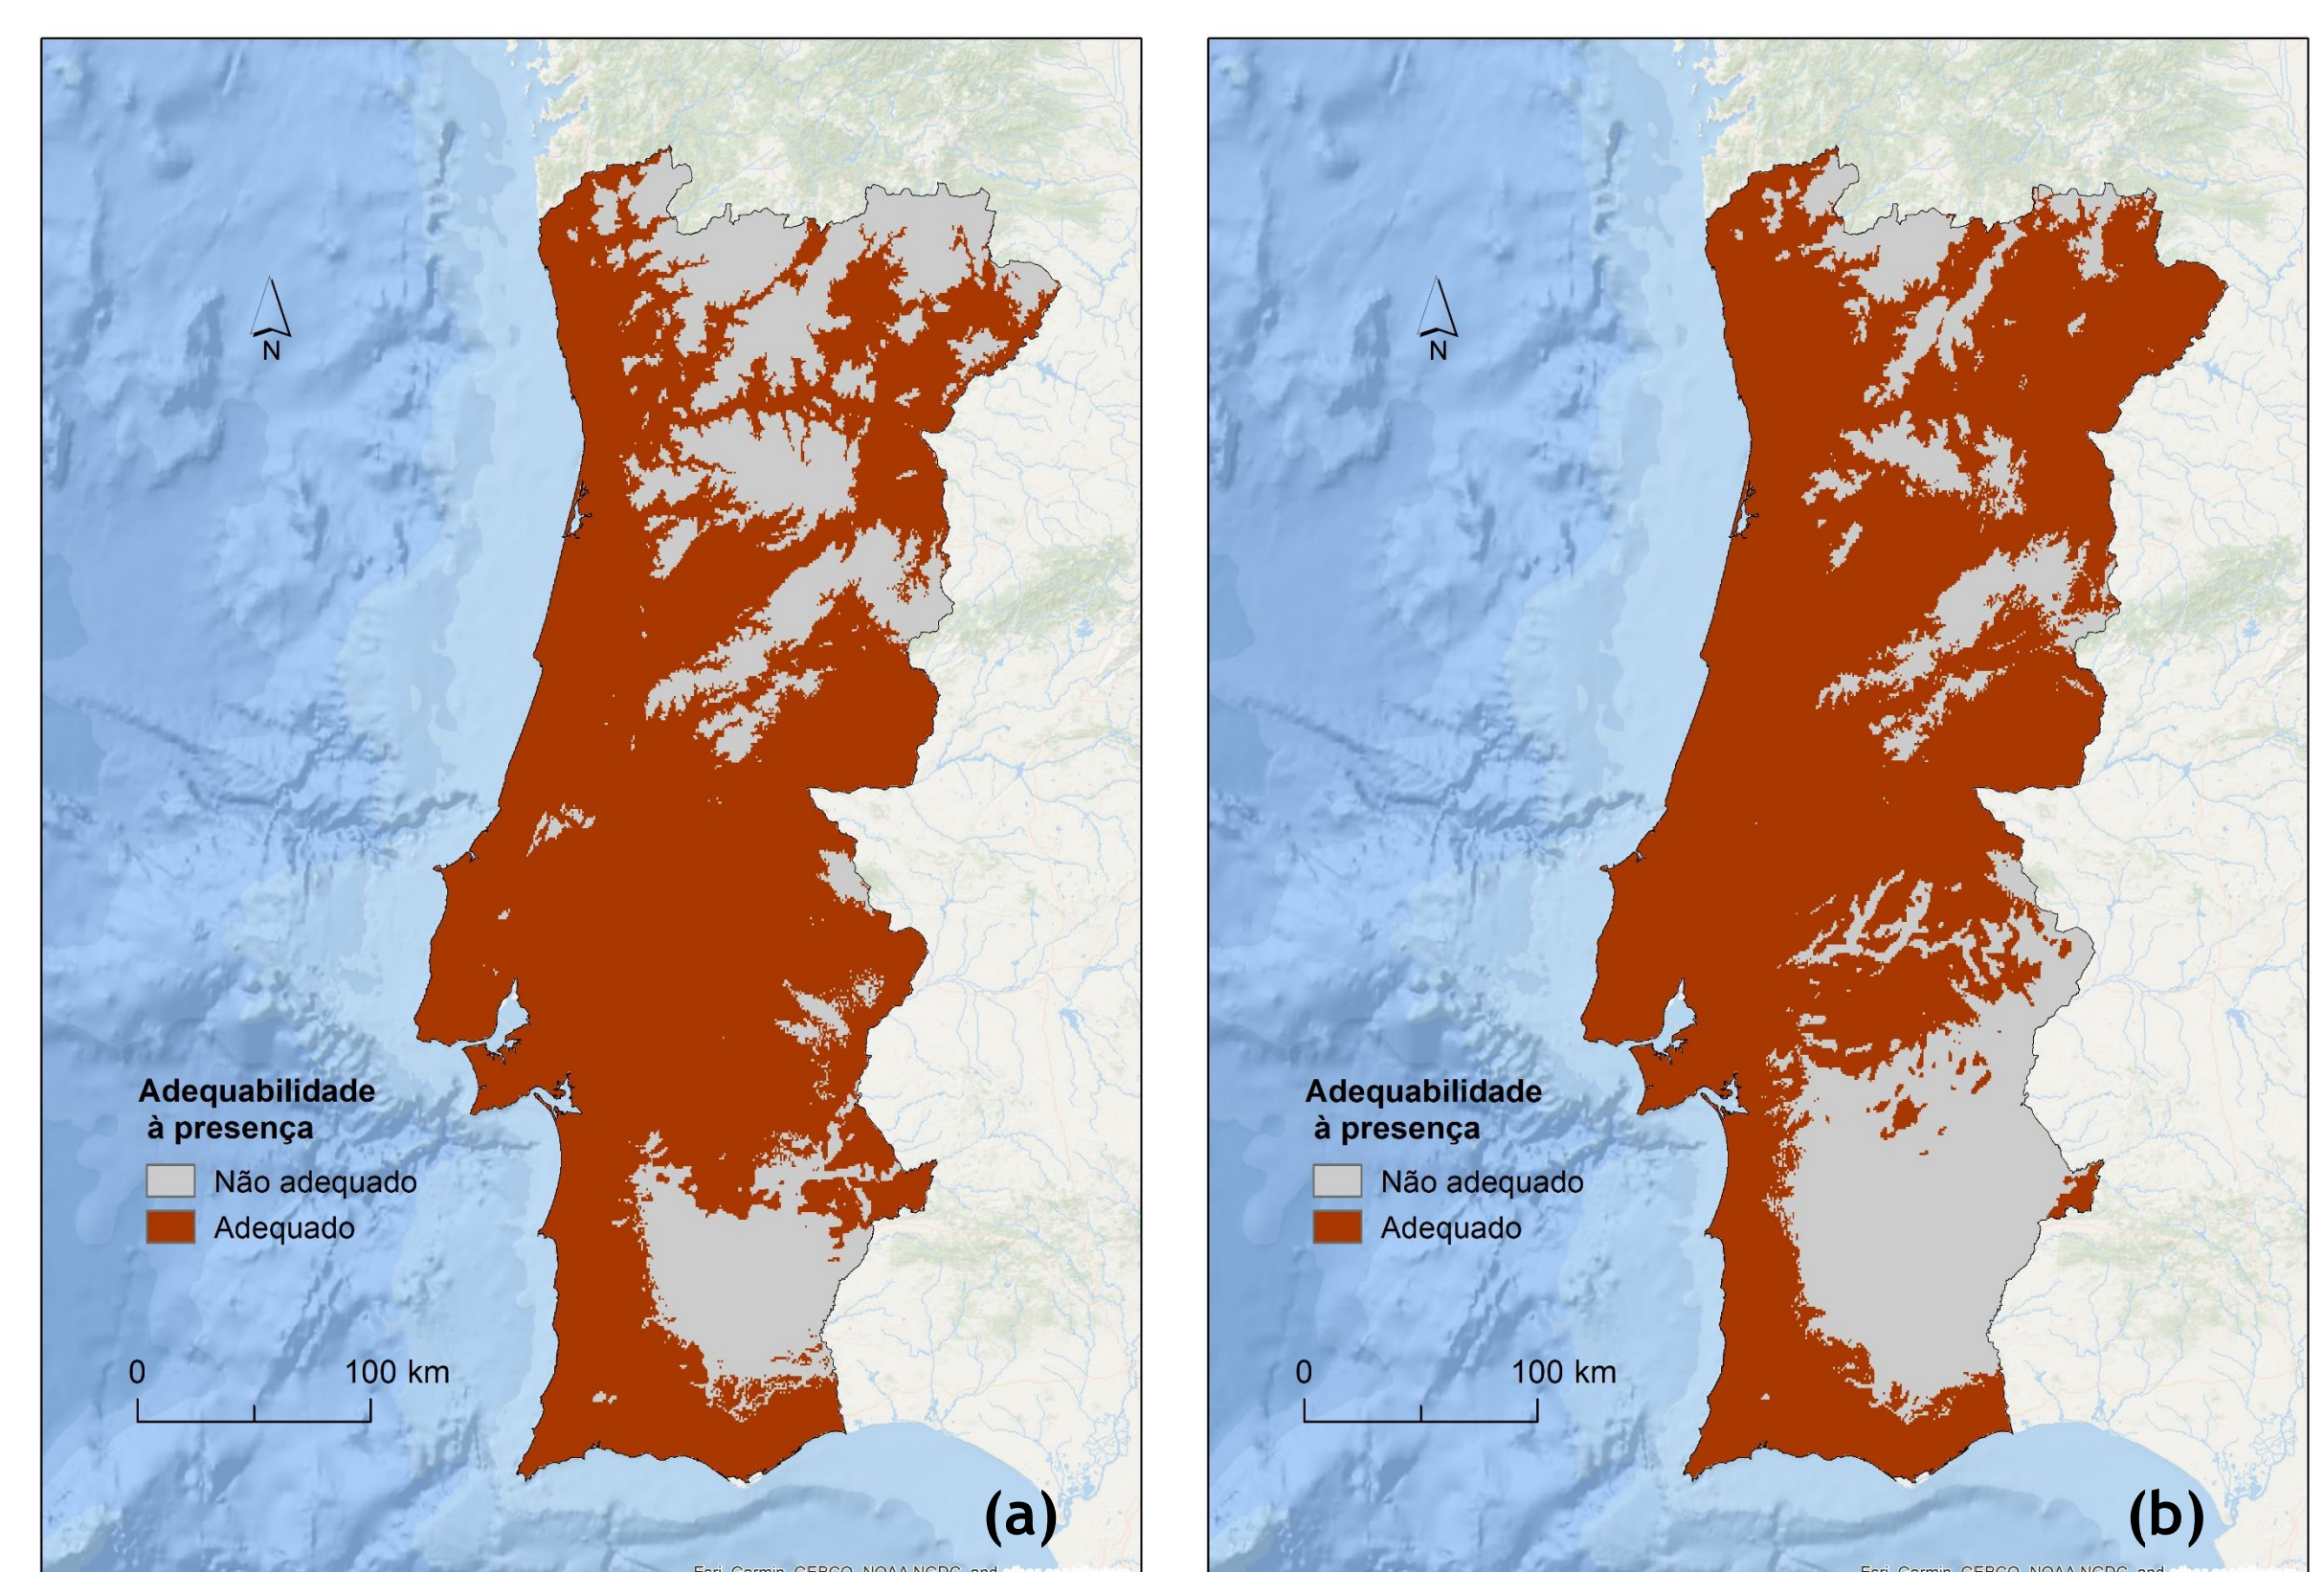 N
Adequabilidade
à presença
Não adequado
Adequado
0 100 km
(a)
N
Adequabilidade
à presença
Não adequado
Adequado
0 100 km
(b)